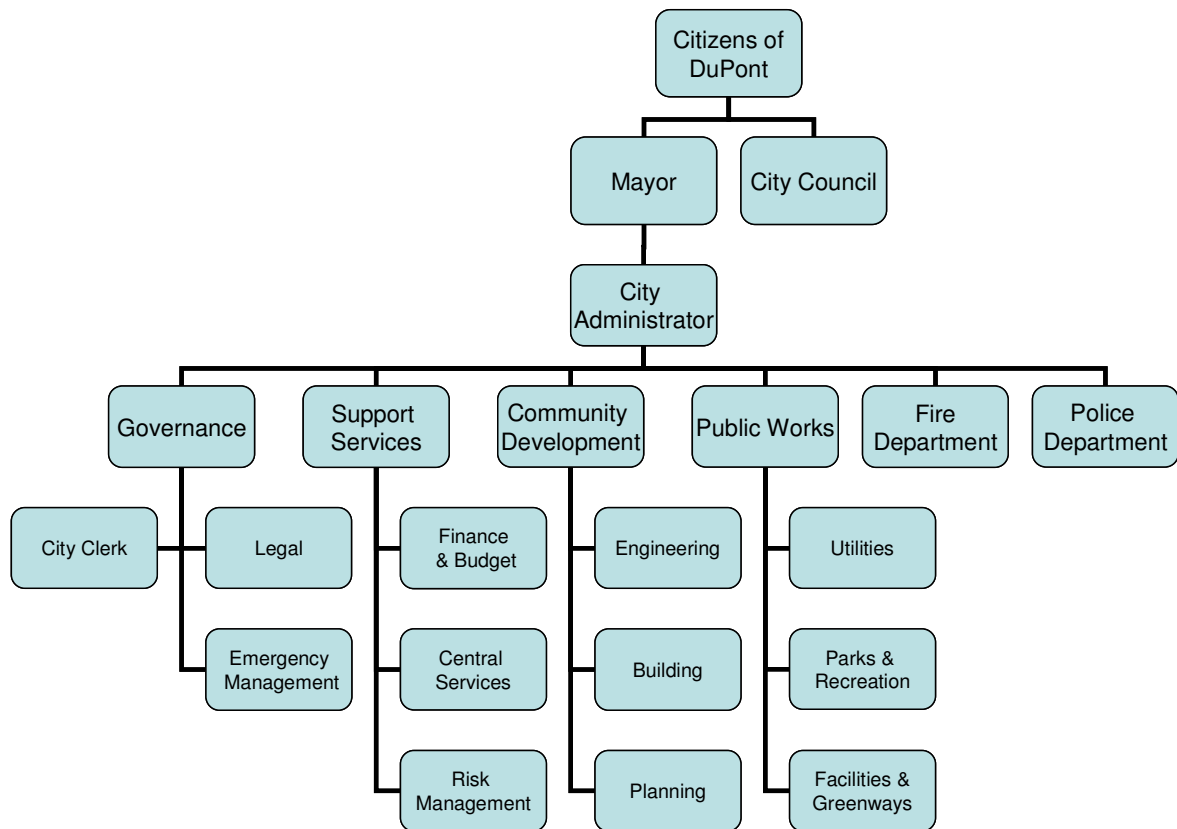 Citizens of
DuPont
Mayor
City Council
City
Administrator
Governance
Support
Services
Community
Development
Public Works
Fire
Department
Police
Department
City Clerk
Legal
Finance
& Budget
Engineering
Utilities
Emergency
Management
Central
Services
Building
Parks &
Recreation
Risk
Management
Planning
Facilities &
Greenways